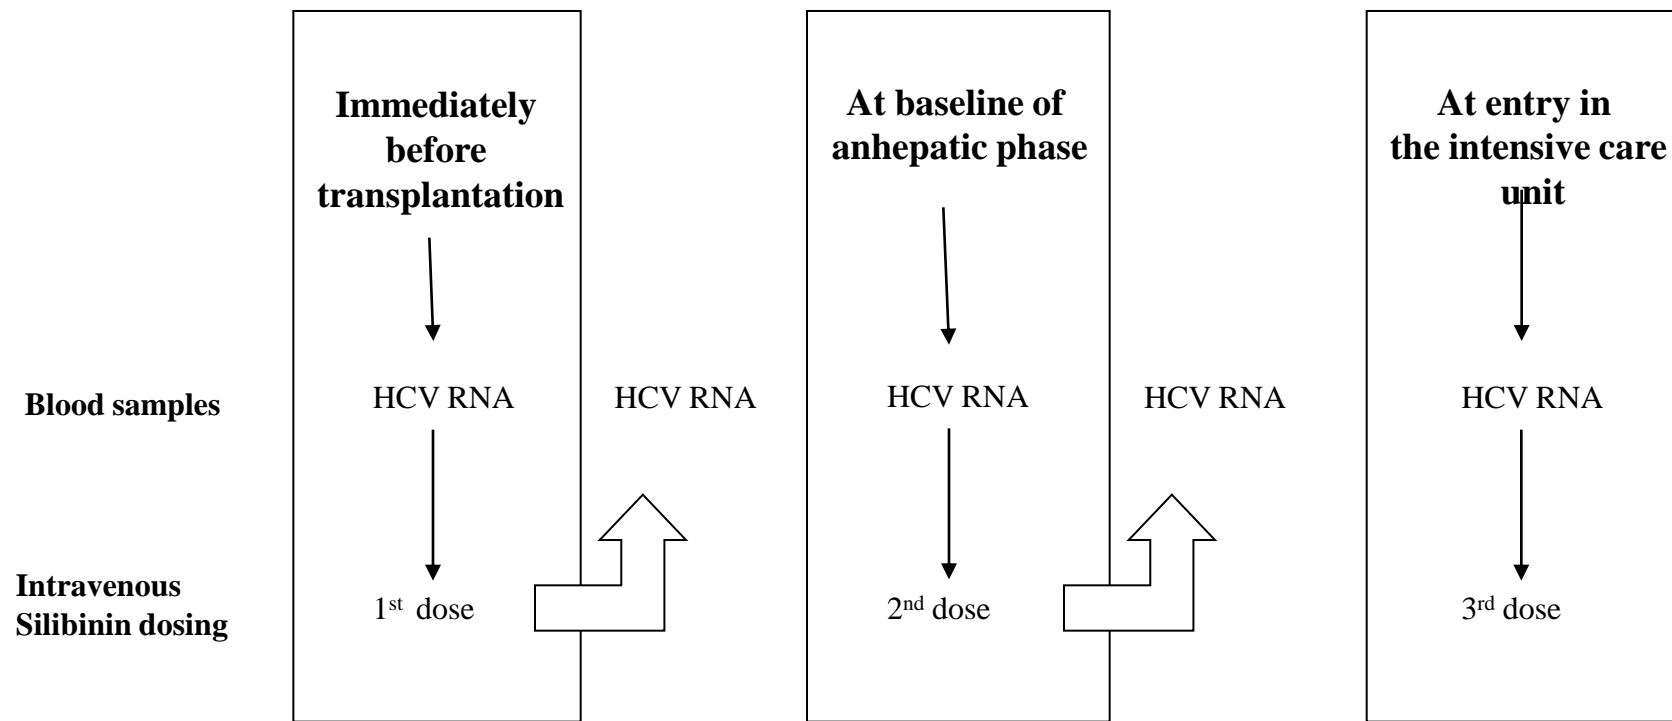 Immediately
before
transplantation
At baseline of
anhepatic phase
At entry in
the intensive care
unit
Blood samples
HCV RNA
HCV RNA
HCV RNA
HCV RNA
HCV RNA
Intravenous
Silibinin dosing
1st dose
2nd dose
3rd dose